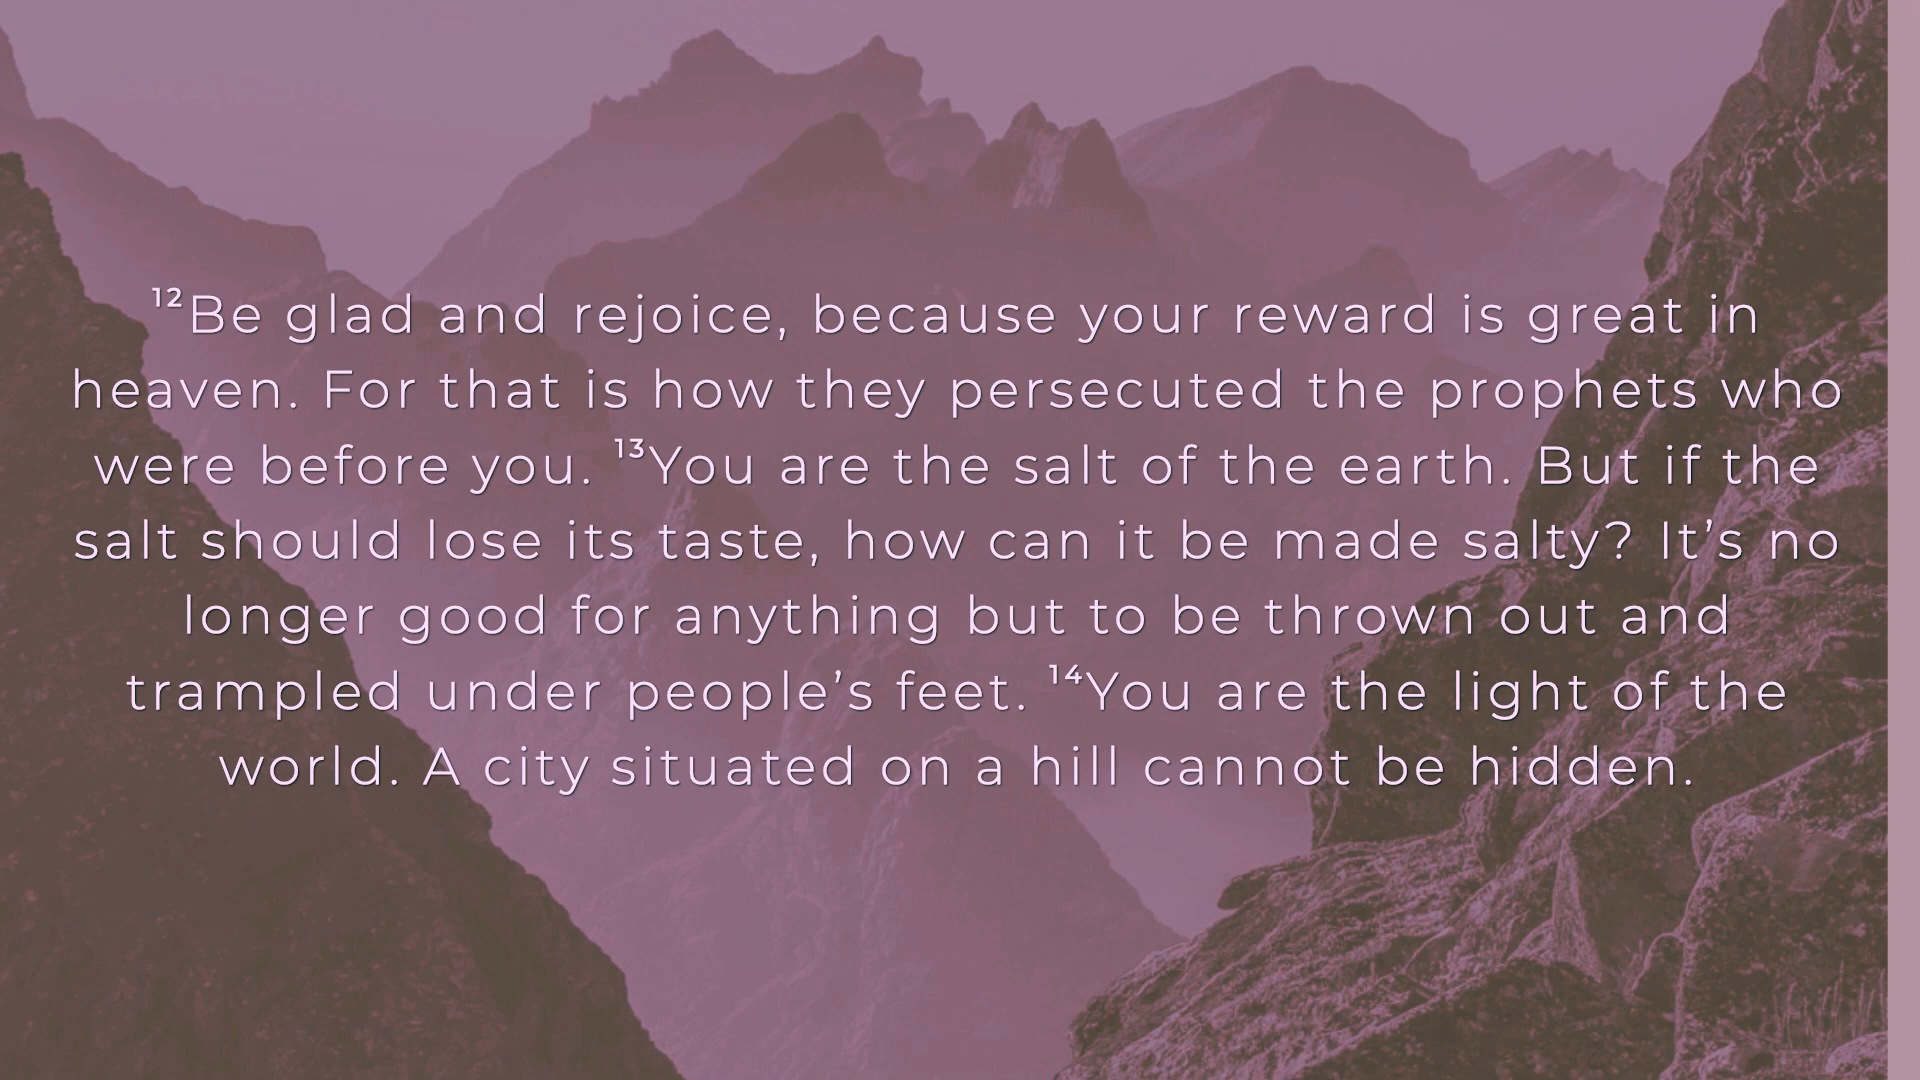 ¹²Be glad and rejoice, because your reward is great in
heaven. For that is how they persecuted the prophets who
were before you. ¹³You are the salt of the earth. But if the
salt should lose its taste, how can it be made salty? It’s no
longer good for anything but to be thrown out and
trampled under people’s feet. ¹⁴You are the light of the
world. A city situated on a hill cannot be hidden.